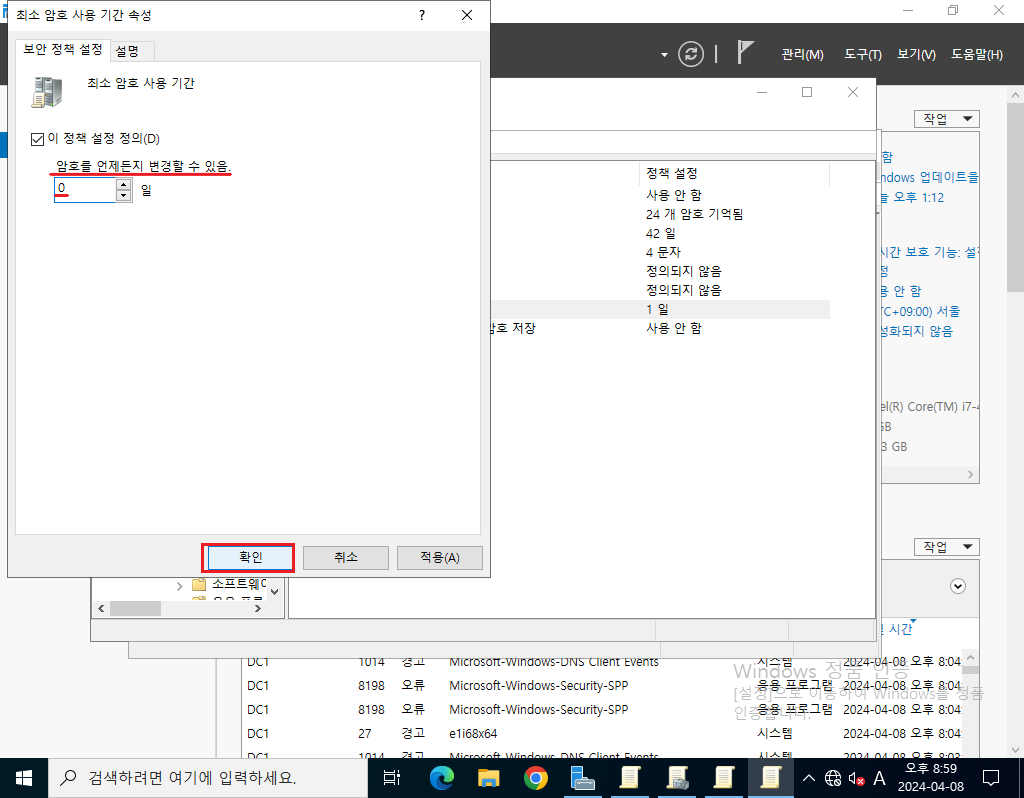 최소 암호 사용 기간 속성
?
보안 정책 설정
설명
최소 암호 사용 기간
이 정책 설정 정의(D)
암호를 언제든지 변경할 수 있음.
0
일
확인
취소
적용(A)
관리(M)
도구(T)
보기(V)
도움말(H)
정책 설정
사용 안 함
24 개 암호 기억됨
42 일
4 문자
정의되지 않음
정의되지 않음
1 일
암호 저장
사용 안 함
작업
함
ndows 업데이트을
오후 1:12
시간 보호 기능:
용 안 함
TC+09:00) 서울
성화되지 않음
el(R) Core(TM) i7-4
GB
3 GB
작업
시간
소프트웨어
DC1 1014 경고 Microsoft-Windows-DNS Client Events 시스템 2024-04-08 오후 8:04
DC1 8198 오류 Microsoft-Windows-Security-SPP 응용 프로그램 2024-04-08 오후 8:04
DC1 8198 오류 Microsoft-Windows-Security-SPP 응용 프로그램 2024-04-08 오후 8:04
DC1 27 경고 e1i68x64 시스템 2024-04-08 오후 8:04
DC1 1014 경고 Microsoft-Windows-DNS Client Events 시스템 2024-04-08 오후 8:04
Windows 정품 인증
[설정]으로 이동하여 Windows를 정품
인증합니다.
검색하려면 여기에 입력하세요.
A
오후 8:59
2024-04-08